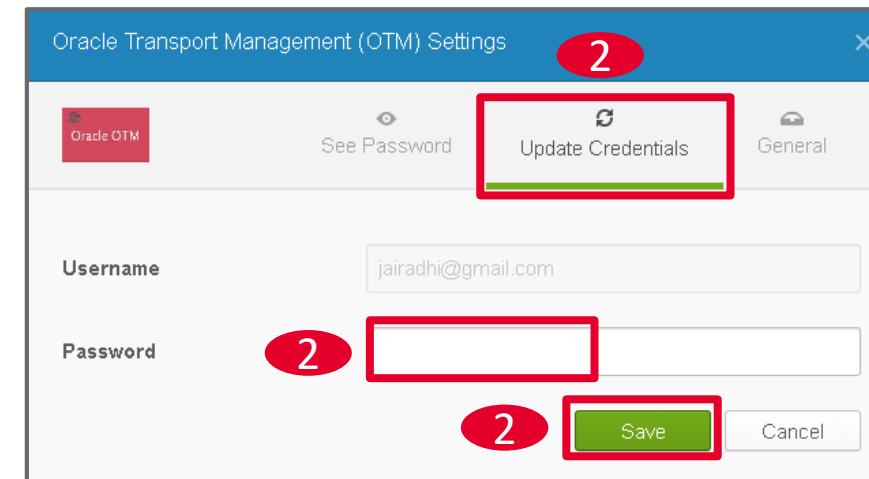 Oracle Transport Management (OTM) Settings
2
Oracle OTM
See Password
Update Credentials
General
Username
jairadhi@gmail.com
Password
2
2
Save
Cancel